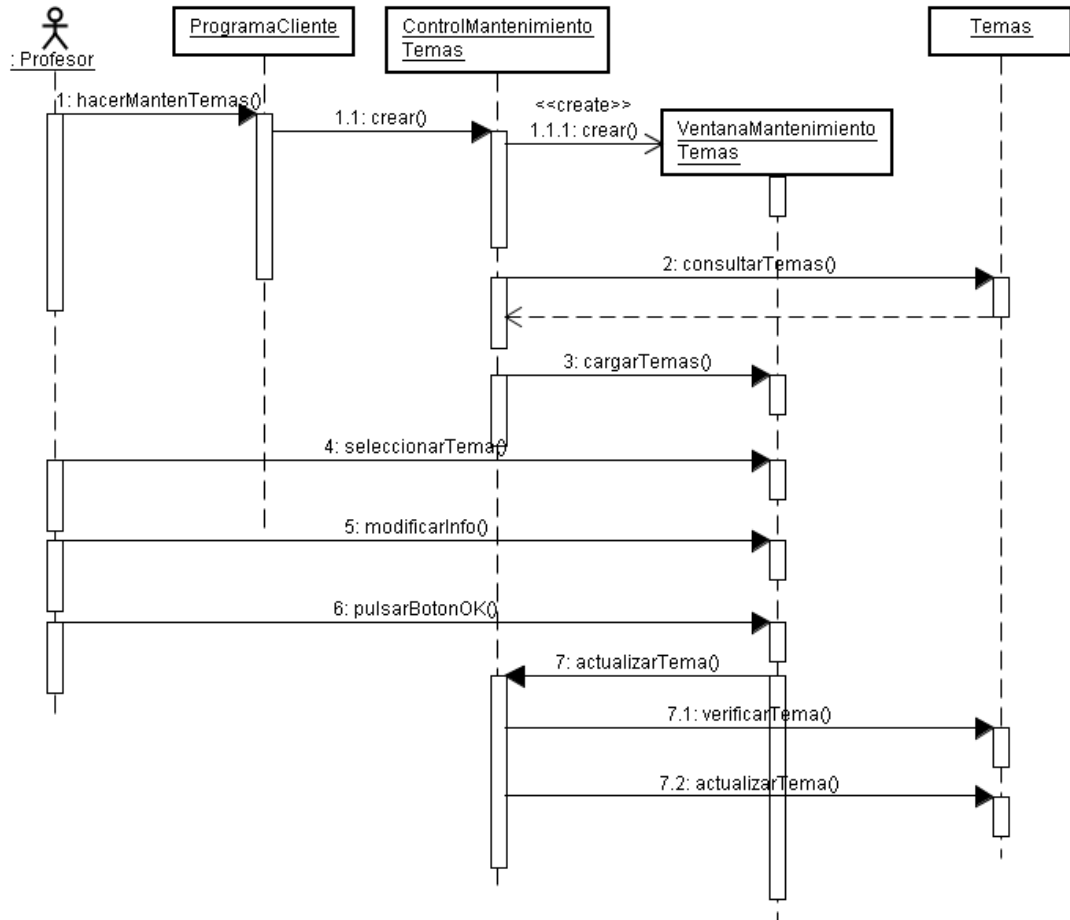 ProgramaCliente
ControlMantenimiento
Temas
Temas
: Profesor
1: hacerMantenTemas()
1.1: crear()
<<create>>
1.1.1: crear()
VentanaMantenimiento
Temas
2: consultarTemas()
3: cargarTemas()
4: seleccionarTema()
5: modificarInfo()
6: pulsarBotonOK()
7: actualizarTema()
7.1: verificarTema()
7.2: actualizarTema()